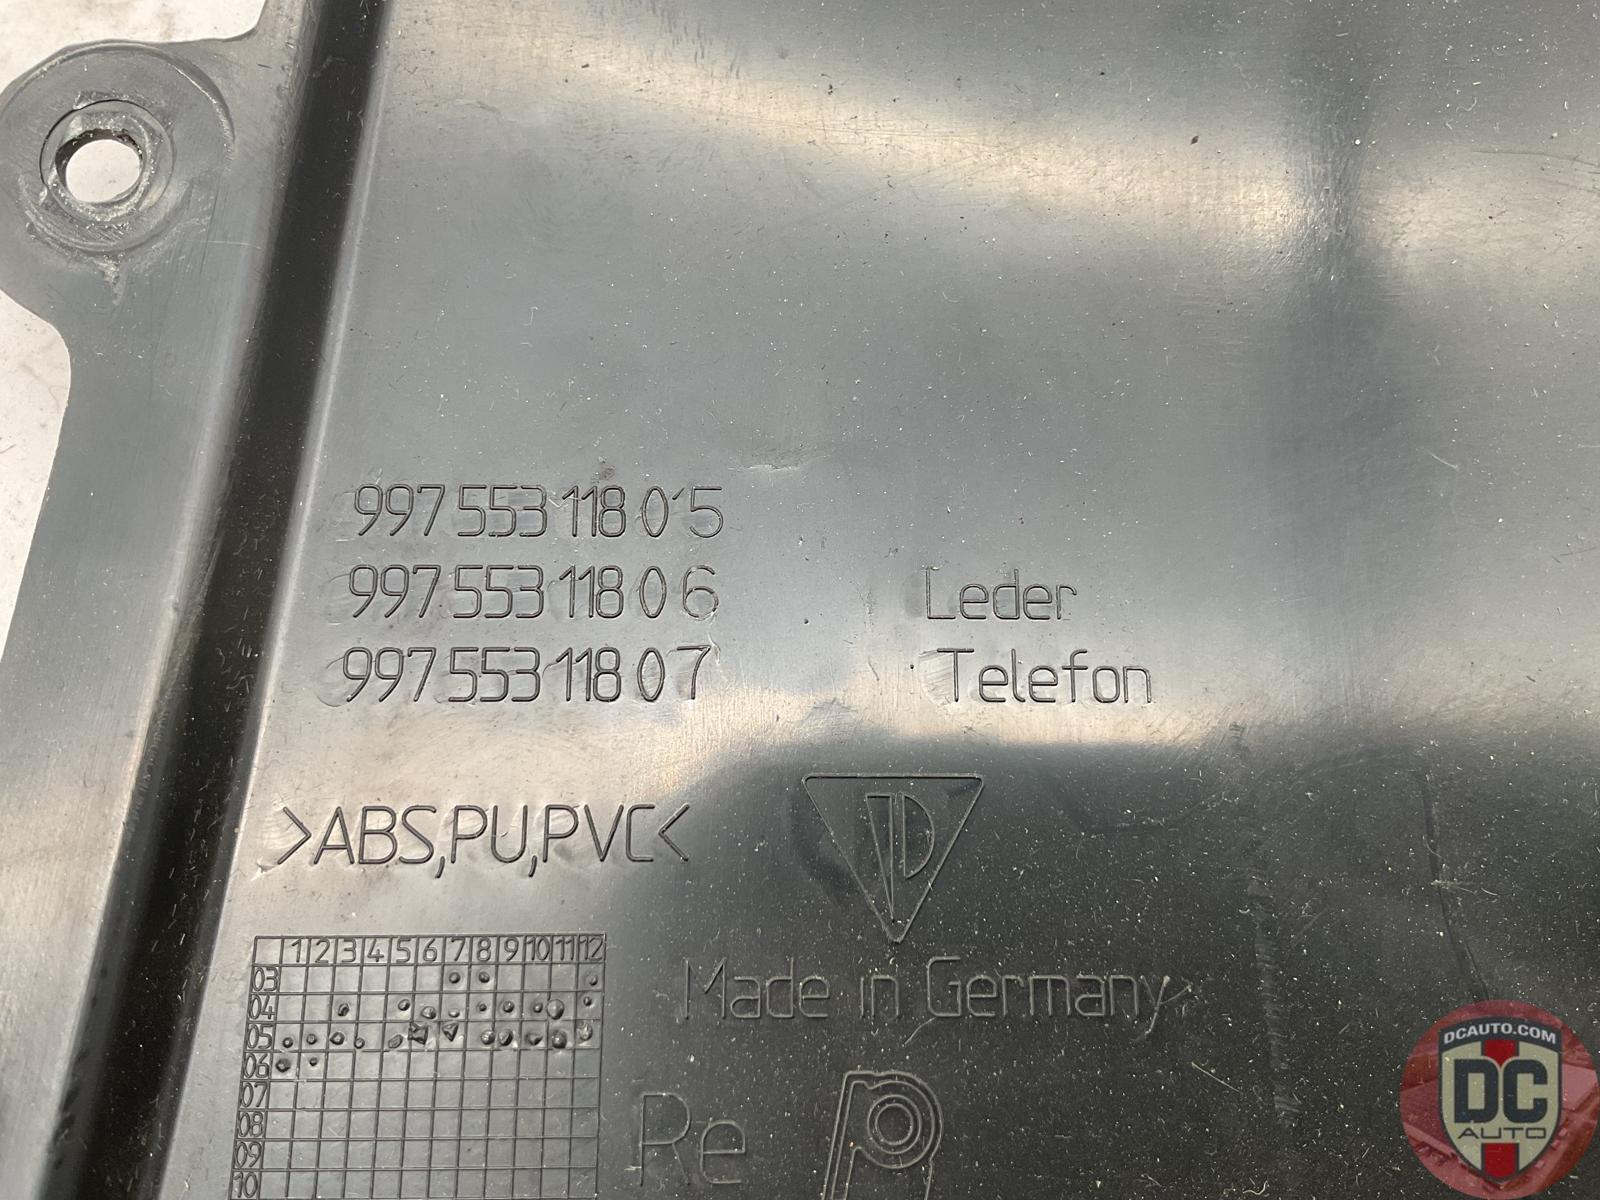 997 553 118 05
997 553 118 06 Leder
997 553 118 07 Telefon
>ABS,PU,PVC<
1 2 3 4 5 6 7 8 9 10 11 12
03
04
05
06
07
08
09
10
Made in Germany
Re
DCAUTO.COM
DC
AUTO